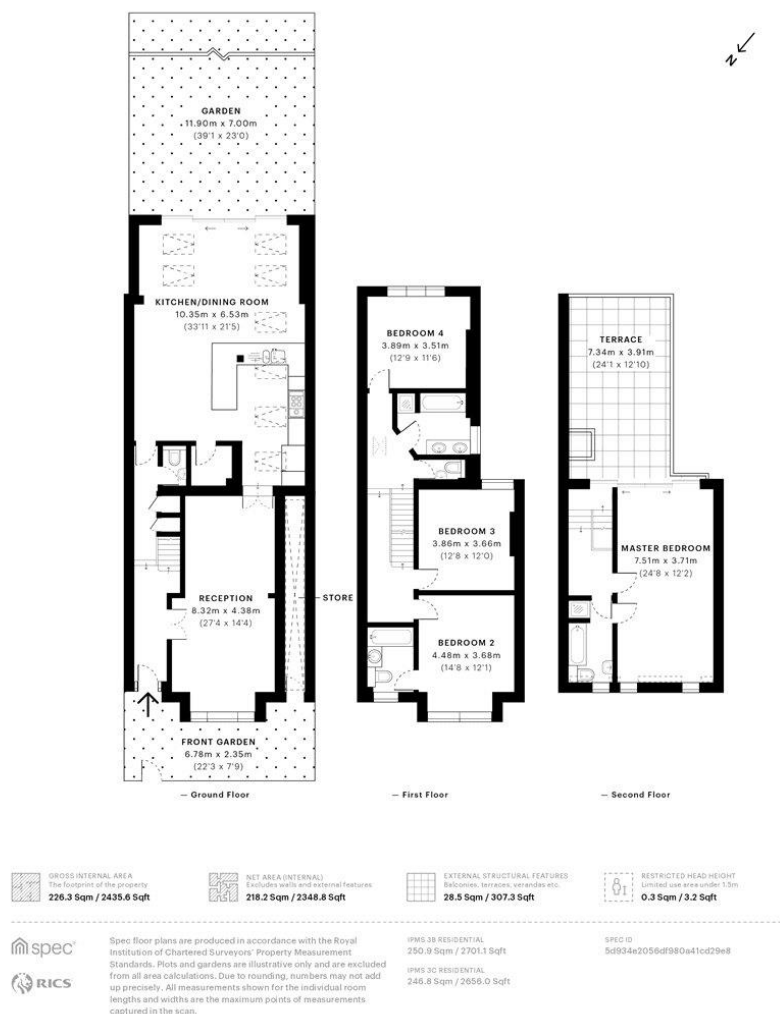 N
GARDEN
11.90m x 7.00m
(39'1 x 23'0)
KITCHEN/DINING ROOM
10.35m x 6.53m
(33'11 x 21'5)
RECEPTION
8.32m x 4.38m
(27'4 x 14'4)
STORE
FRONT GARDEN
6.78m x 2.35m
(22'3 x 7'9)
— Ground Floor
BEDROOM 4
3.89m x 3.51m
(12'9 x 11'6)
BEDROOM 3
3.86m x 3.66m
(12'8 x 12'0)
BEDROOM 2
4.48m x 3.68m
(14'8 x 12'1)
— First Floor
TERRACE
7.34m x 3.91m
(24'1 x 12'10)
MASTER BEDROOM
7.51m x 3.71m
(24'8 x 12'2)
— Second Floor
GROSS INTERNAL AREA
The footprint of the property
226.3 Sqm / 2435.6 Sqft
NET AREA (INTERNAL)
Excludes walls and external features
218.2 Sqm / 2348.8 Sqft
EXTERNAL STRUCTURAL FEATURES
Balconies, terraces, verandas etc.
28.5 Sqm / 307.3 Sqft
RESTRICTED HEAD HEIGHT
Limited use area under 1.5m
0.3 Sqm / 3.2 Sqft
spec
RICS
Spec floor plans are produced in accordance with the Royal
Institution of Chartered Surveyors' Property Measurement
Standards. Plots and gardens are illustrative only and are excluded
from all area calculations. Due to rounding, numbers may not add
up precisely. All measurements shown for the individual room
lengths and widths are the maximum points of measurements
captured in the scan.
IPMS 3B RESIDENTIAL
250.9 Sqm / 2701.1 Sqft
IPMS 3C RESIDENTIAL
246.8 Sqm / 2656.0 Sqft
SPEC ID
5d934e2056df980a41cd29e8